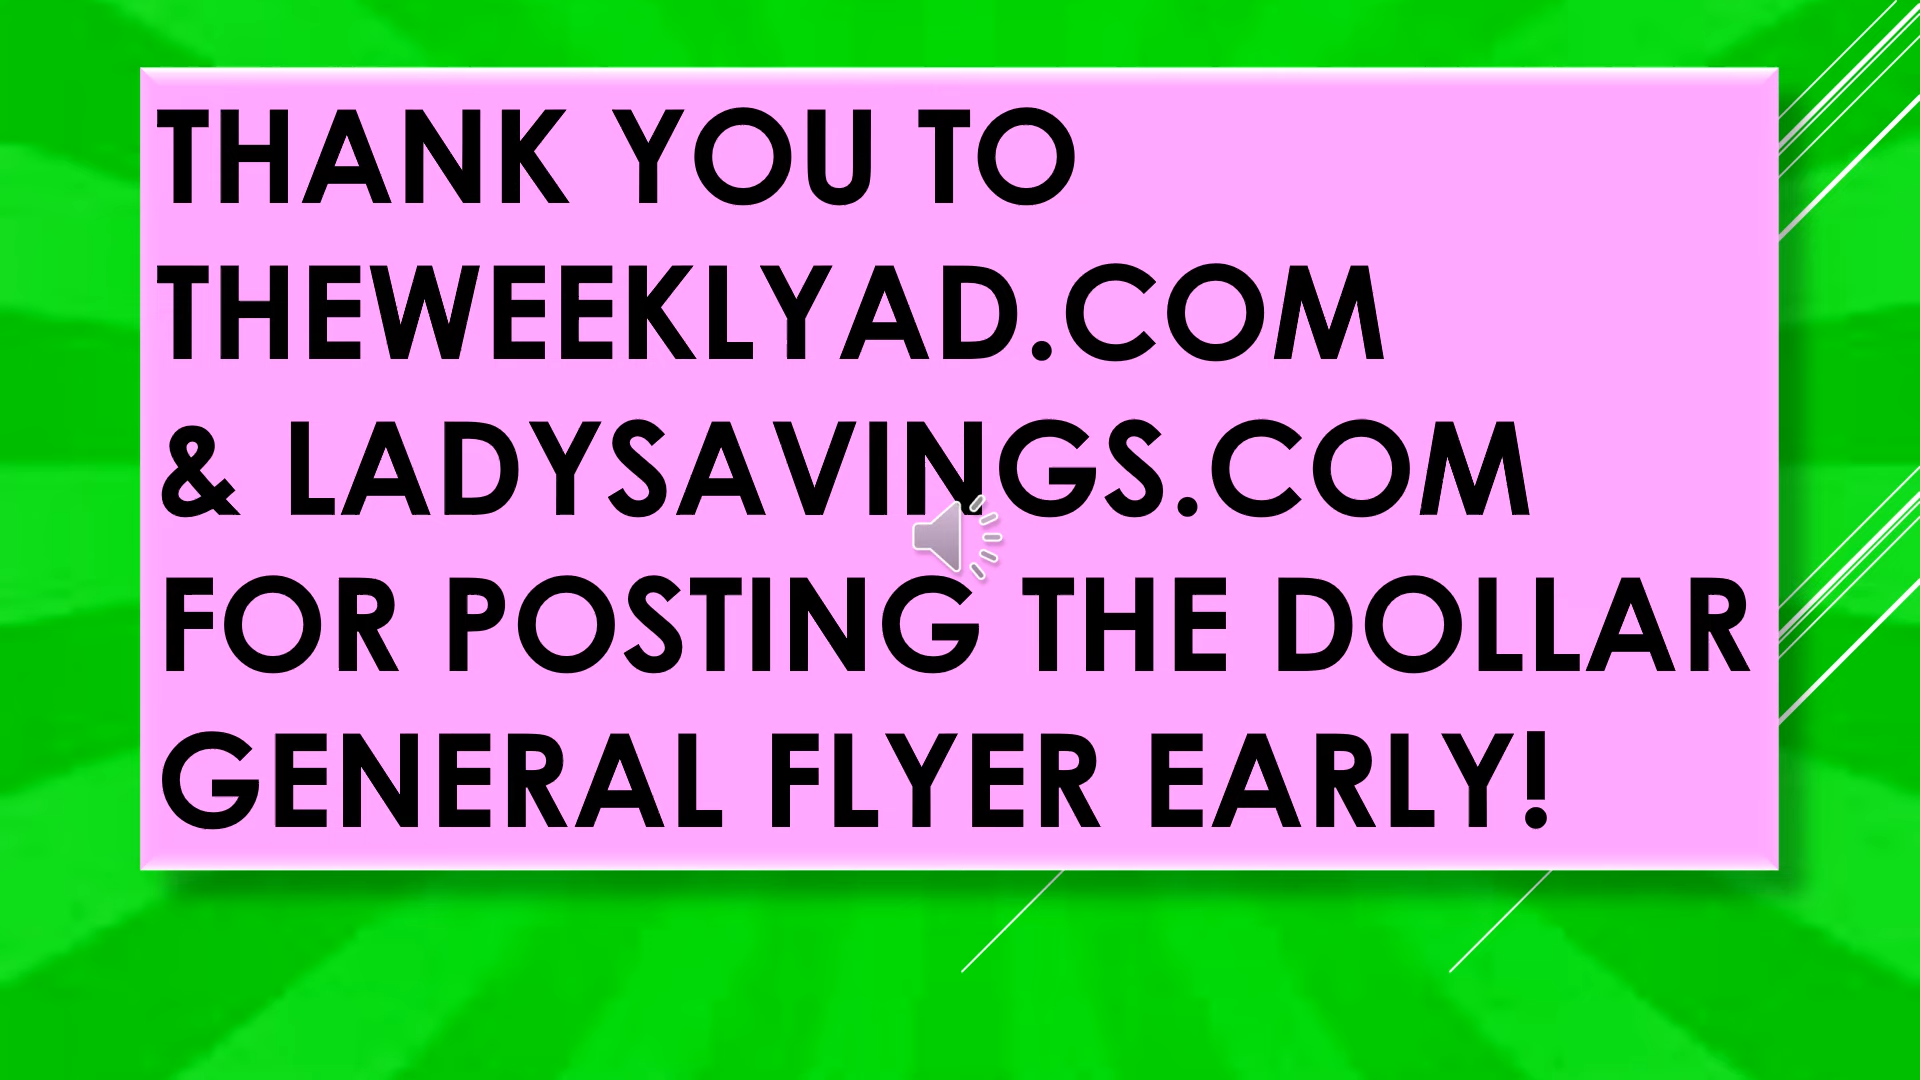 THANK YOU TO
THEWEEKLYAD.COM
& LADYSAVINGS.COM
FOR POSTING THE DOLLAR
GENERAL FLYER EARLY!